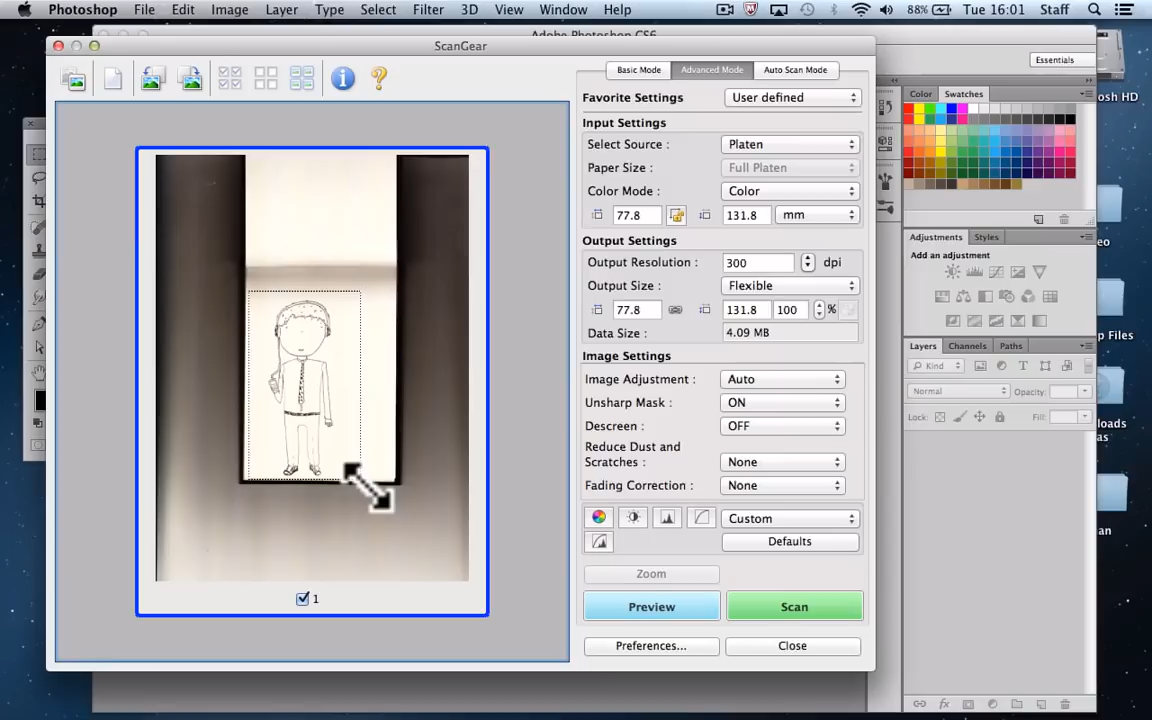 Photoshop File Edit Image Layer Type Select Filter 3D View Window Help 88% Tue 16:01 Staff
ScanGear
Essentials
Basic Mode Advanced Mode Auto Scan Mode
Favorite Settings User defined
Input Settings
Select Source : Platen
Paper Size : Full Platen
Color Mode : Color
77.8 131.8 mm
Output Settings
Output Resolution : 300 dpi
Output Size : Flexible
77.8 131.8 100 %
Data Size : 4.09 MB
Image Settings
Image Adjustment : Auto
Unsharp Mask : ON
Descreen : OFF
Reduce Dust and
Scratches : None
Fading Correction : None
Custom
Defaults
Zoom
Preview Scan
Preferences... Close
1
Color Swatches
Adjustments Styles
Add an adjustment
Layers Channels Paths
Kind
Normal Opacity:
Lock: Fill:
osh HD
eo
p Files
loads
as
an